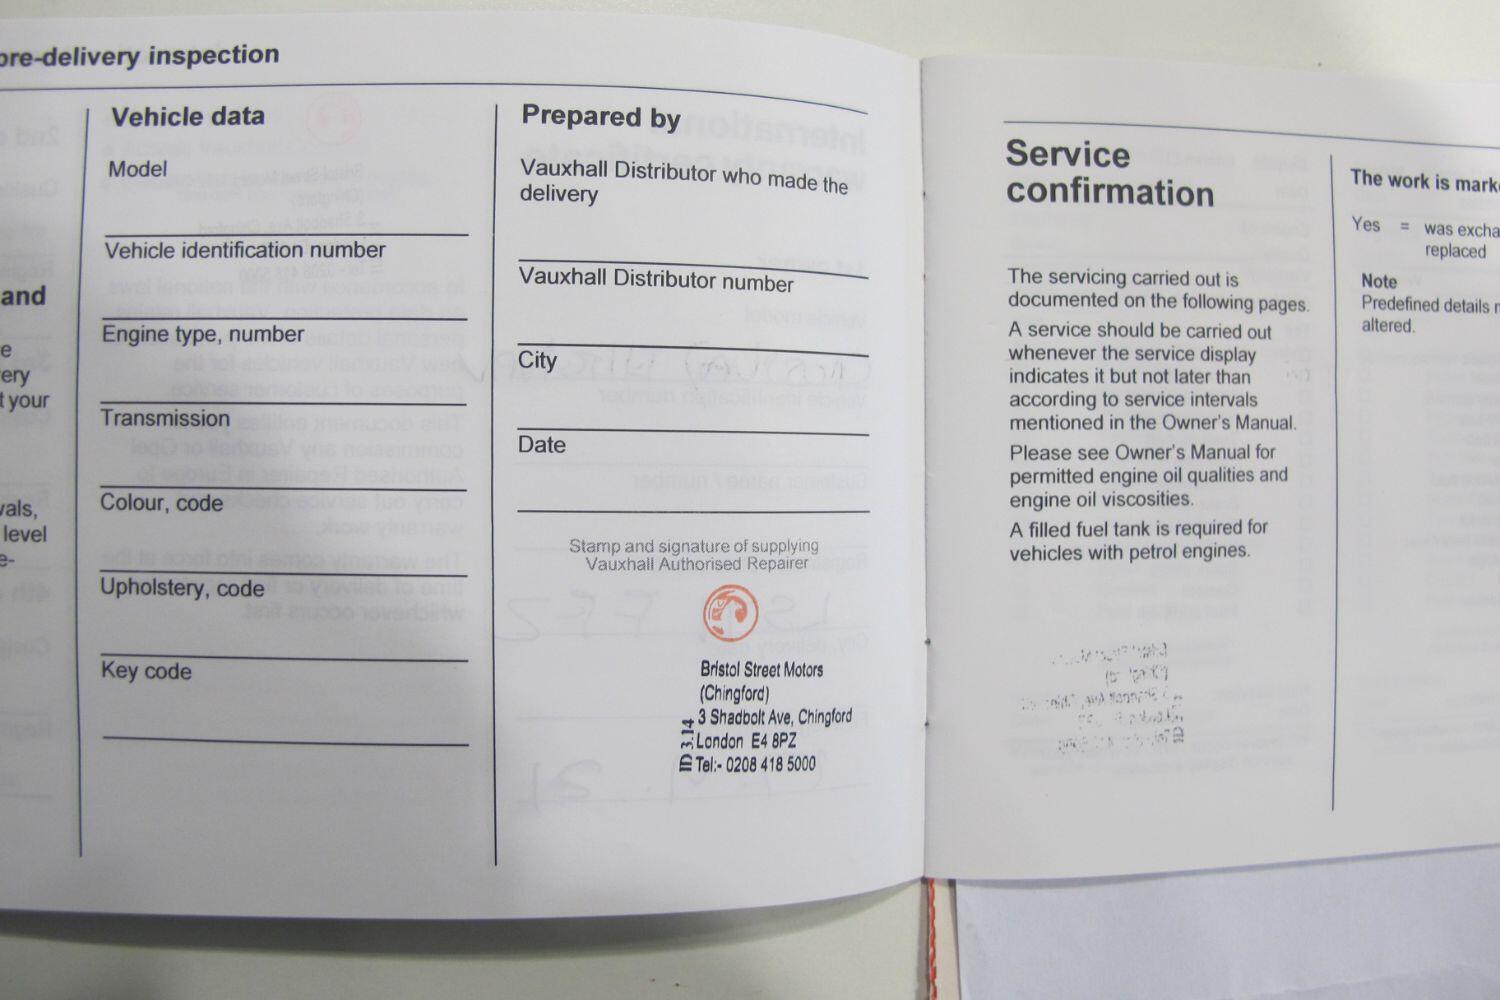 pre-delivery inspection
and
ery
t your
vals,
level
Vehicle data
Model
Vehicle identification number
Engine type, number
Transmission
Colour, code
Upholstery, code
Key code
Prepared by
Vauxhall Distributor who made the
delivery
Vauxhall Distributor number
City
Date
Stamp and signature of supplying
Vauxhall Authorised Repairer
Bristol Street Motors
(Chingford)
3 Shadbolt Ave, Chingford
London E4 8PZ
Tel:- 0208 418 5000
ID 3.14
Service
confirmation
The servicing carried out is
documented on the following pages.
A service should be carried out
whenever the service display
indicates it but not later than
according to service intervals
mentioned in the Owner's Manual.
Please see Owner's Manual for
permitted engine oil qualities and
engine oil viscosities.
A filled fuel tank is required for
vehicles with petrol engines.
The work is mark
Yes = was excha
replaced
Note
Predefined details
altered.